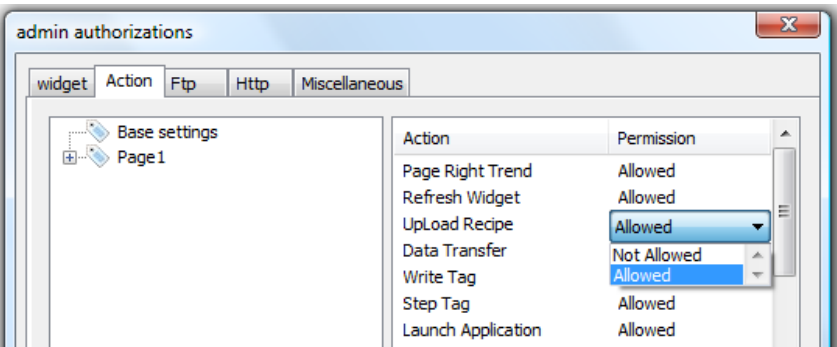 admin authorizations
widget Action Ftp Http Miscellaneous
Base settings
Page1
Action Permission
Page Right Trend Allowed
Refresh Widget Allowed
UpLoad Recipe Allowed
Data Transfer Not Allowed
Write Tag Allowed
Step Tag Allowed
Launch Application Allowed